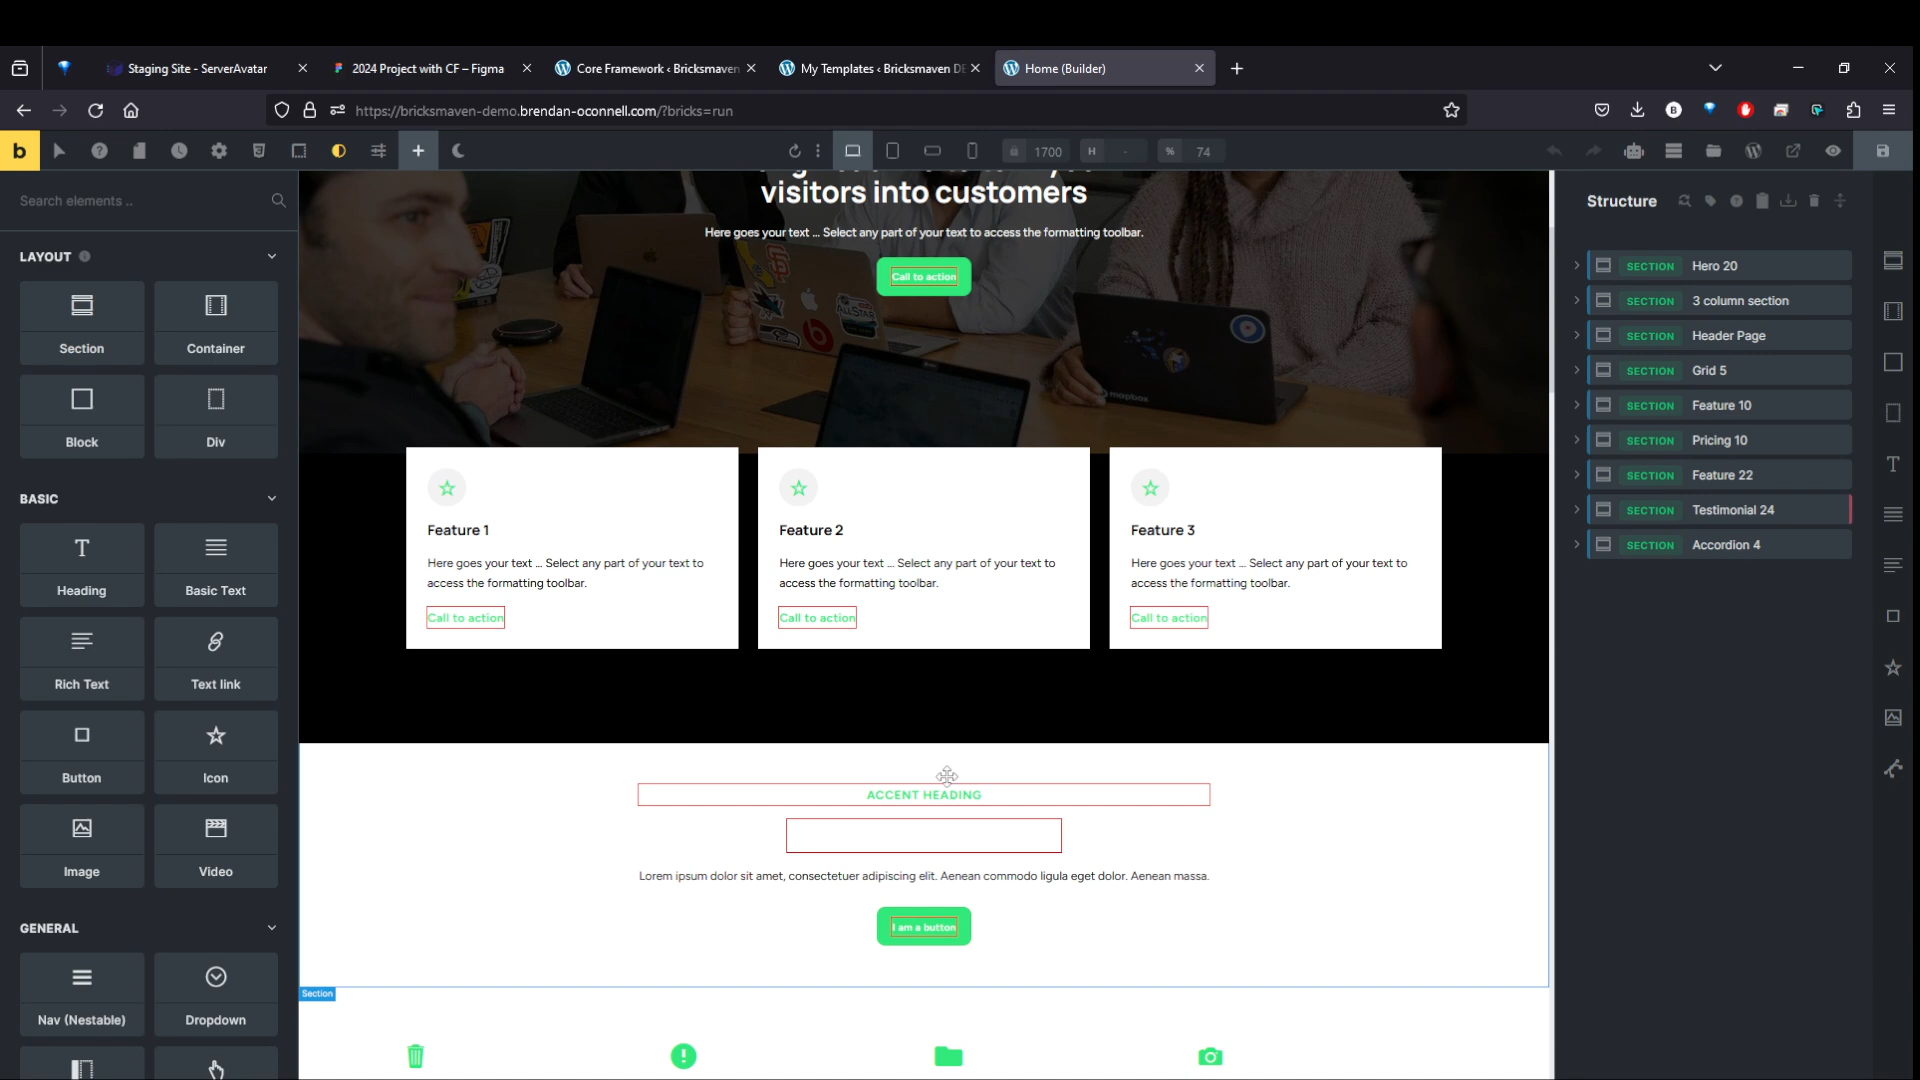 Staging Site - ServerAvatar
2024 Project with CF – Figma
Core Framework ‹ Bricksmaven
My Templates ‹ Bricksmaven DE
Home (Builder)
https://bricksmaven-demo.brendan-oconnell.com/?bricks=run
B
b
1700
H
-
%
74
Search elements ..
LAYOUT
Section
Container
Block
Div
BASIC
Heading
Basic Text
Rich Text
Text link
Button
Icon
Image
Video
GENERAL
Nav (Nestable)
Dropdown
visitors into customers
Here goes your text ... Select any part of your text to access the formatting toolbar.
Call to action
ALLSTAR
mapbox
Feature 1
Here goes your text ... Select any part of your text to
access the formatting toolbar.
Call to action
Feature 2
Here goes your text ... Select any part of your text to
access the formatting toolbar.
Call to action
Feature 3
Here goes your text ... Select any part of your text to
access the formatting toolbar.
Call to action
ACCENT HEADING
Lorem ipsum dolor sit amet, consectetuer adipiscing elit. Aenean commodo ligula eget dolor. Aenean massa.
I am a button
Section
Structure
SECTION Hero 20
SECTION 3 column section
SECTION Header Page
SECTION Grid 5
SECTION Feature 10
SECTION Pricing 10
SECTION Feature 22
SECTION Testimonial 24
SECTION Accordion 4